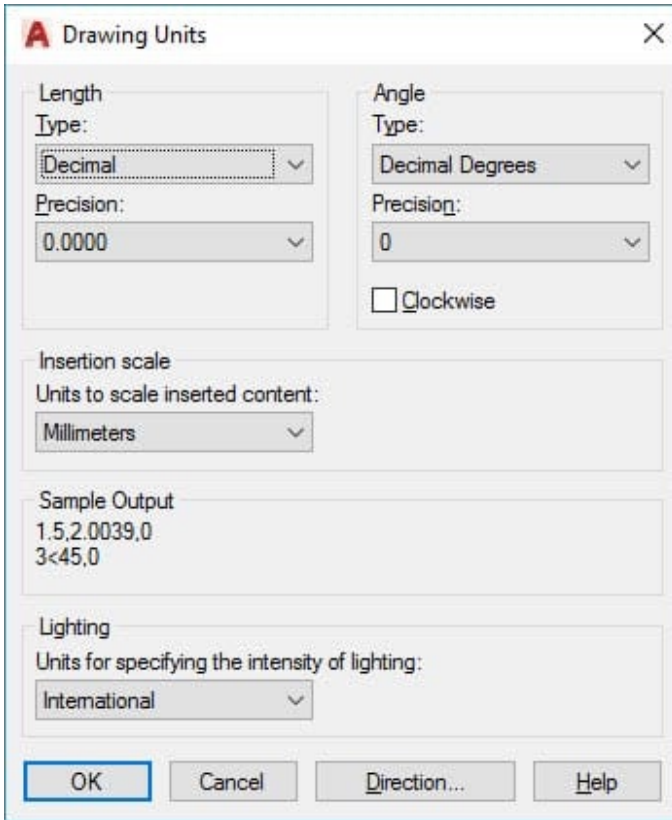 Drawing Units
Length
Type:
Decimal
Precision:
0.0000
Angle
Type:
Decimal Degrees
Precision:
0
Clockwise
Insertion scale
Units to scale inserted content:
Millimeters
Sample Output
1.5,2.0039,0
3<45,0
Lighting
Units for specifying the intensity of lighting:
International
OK
Cancel
Direction...
Help